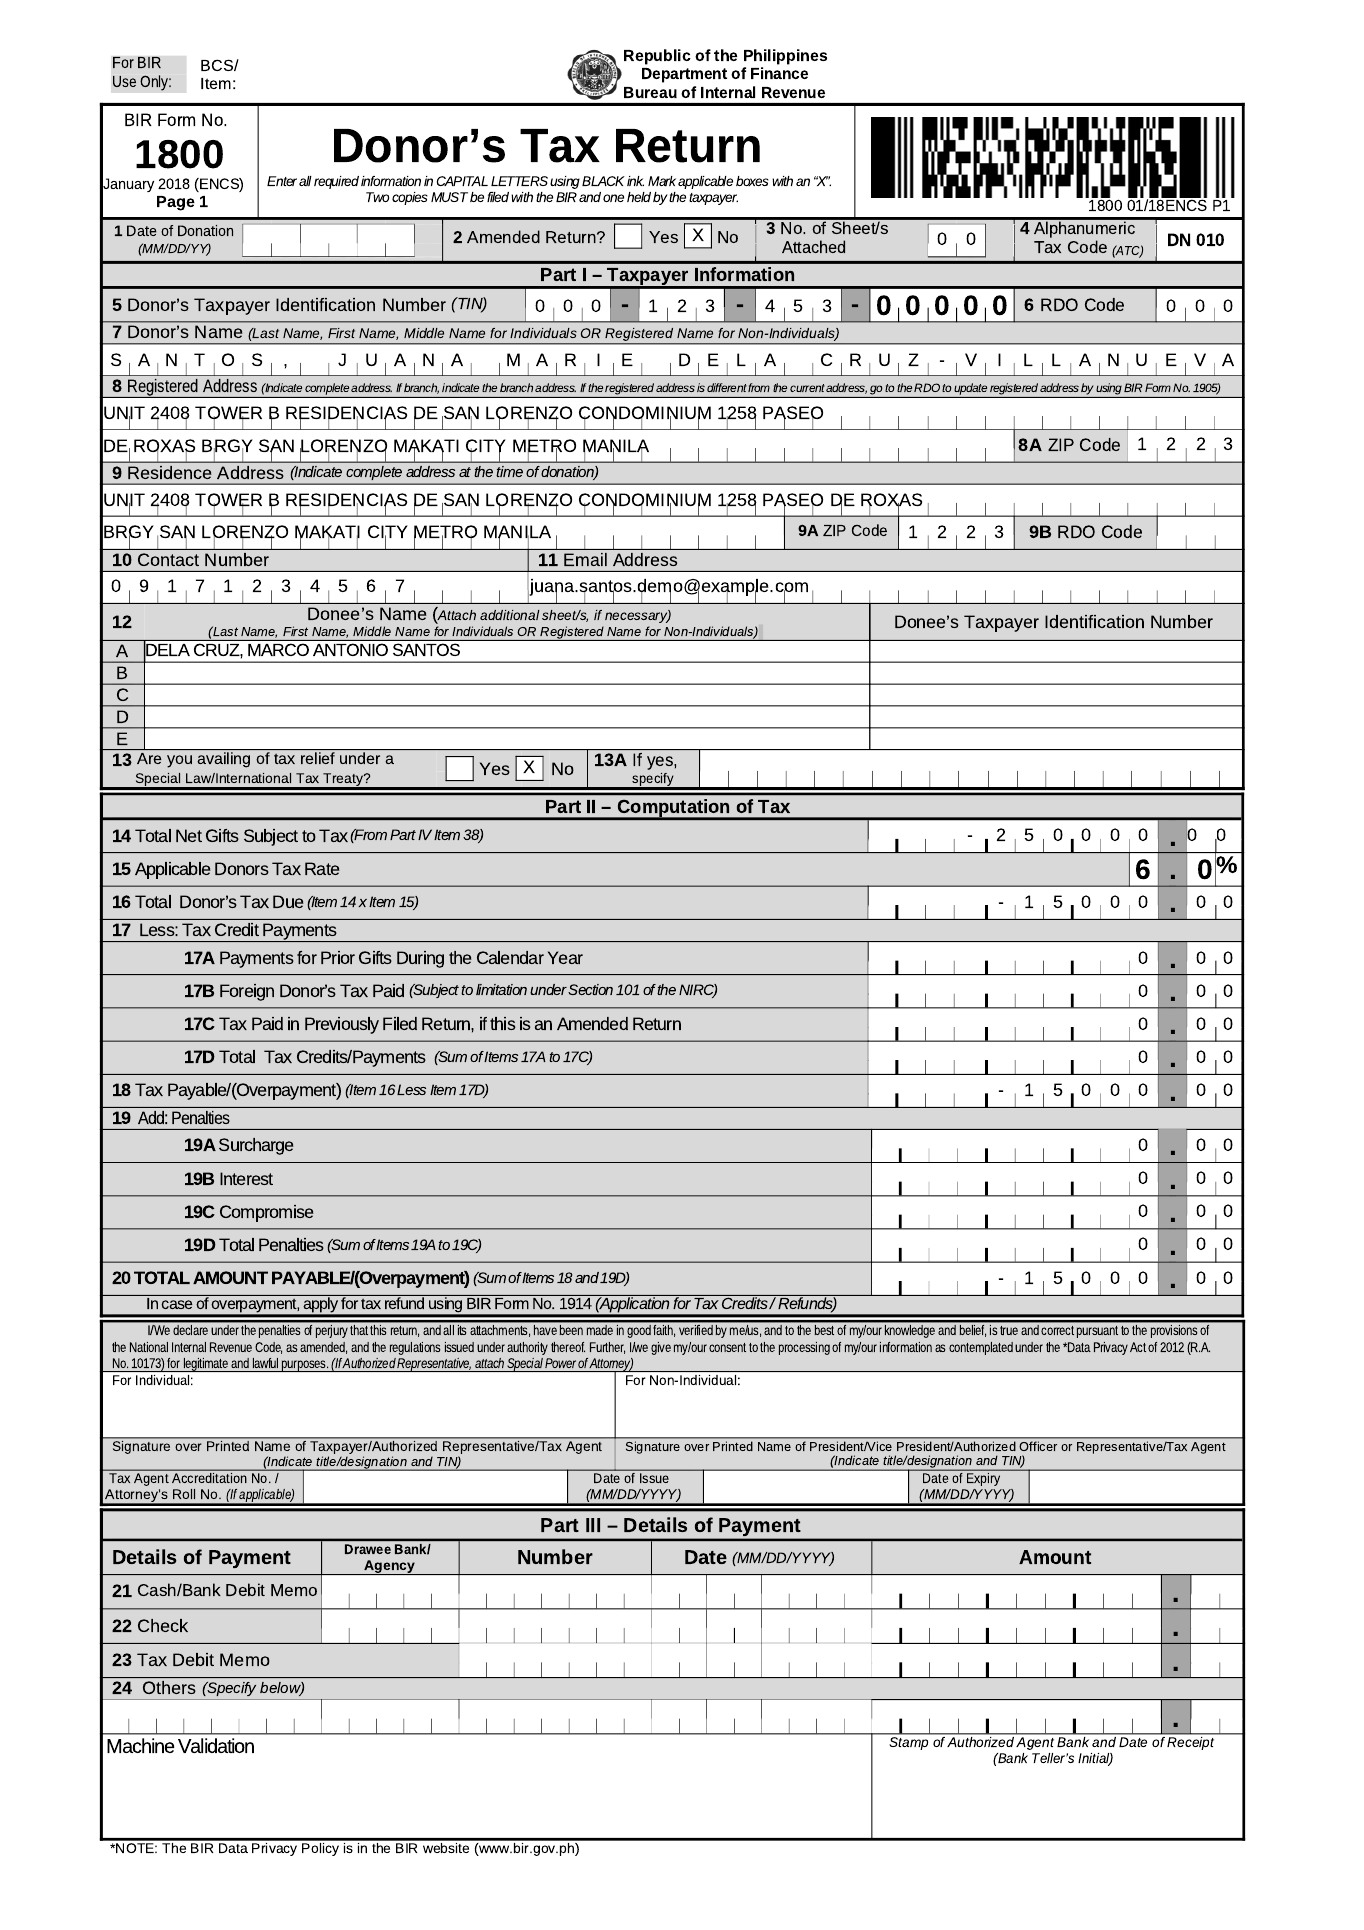 For BIR
Use Only:
BCS/
Item:
Republic of the Philippines
Department of Finance
Bureau of Internal Revenue
BIR Form No.
1800
January 2018 (ENCS)
Page 1
Donor's Tax Return
Enter all required information in CAPITAL LETTERS using BLACK ink. Mark applicable boxes with an "X".
Two copies MUST be filed with the BIR and one held by the taxpayer.
1800 01/18ENCS P1
1 Date of Donation
(MM/DD/YY)
2 Amended Return? Yes X No
3 No. of Sheet/s
Attached
0 0
4 Alphanumeric
Tax Code (ATC)
DN 010
Part I – Taxpayer Information
5 Donor's Taxpayer Identification Number (TIN) 0 0 0 - 1 2 3 - 4 5 3 - 0 0 0 0 0 6 RDO Code 0 0 0
7 Donor's Name (Last Name, First Name, Middle Name for Individuals OR Registered Name for Non-Individuals)
SANTOS, JUANA MARIE DELA CRUZ-VILLANUEVA
8 Registered Address (Indicate complete address. If branch, indicate the branch address. If the registered address is different from the current address, go to the RDO to update registered address by using BIR Form No. 1905)
UNIT 2408 TOWER B RESIDENCIAS DE SAN LORENZO CONDOMINIUM 1258 PASEO
DE ROXAS BRGY SAN LORENZO MAKATI CITY METRO MANILA 8A ZIP Code 1 2 2 3
9 Residence Address (Indicate complete address at the time of donation)
UNIT 2408 TOWER B RESIDENCIAS DE SAN LORENZO CONDOMINIUM 1258 PASEO DE ROXAS
BRGY SAN LORENZO MAKATI CITY METRO MANILA 9A ZIP Code 1 2 2 3 9B RDO Code
10 Contact Number 11 Email Address
0 9 1 7 1 2 3 4 5 6 7 juana.santos.demo@example.com
12 Donee's Name (Attach additional sheet/s, if necessary)
(Last Name, First Name, Middle Name for Individuals OR Registered Name for Non-Individuals)
Donee's Taxpayer Identification Number
A DELA CRUZ, MARCO ANTONIO SANTOS
B
C
D
E
13 Are you availing of tax relief under a
Special Law/International Tax Treaty?
Yes X No
13A If yes,
specify
Part II – Computation of Tax
14 Total Net Gifts Subject to Tax (From Part IV Item 38) - 2 5 0 0 0 0 . 0 0
15 Applicable Donors Tax Rate 6 . 0 %
16 Total Donor's Tax Due (Item 14 x Item 15) - 1 5 0 0 0 . 0 0
17 Less: Tax Credit Payments
17A Payments for Prior Gifts During the Calendar Year 0 . 0 0
17B Foreign Donor's Tax Paid (Subject to limitation under Section 101 of the NIRC) 0 . 0 0
17C Tax Paid in Previously Filed Return, if this is an Amended Return 0 . 0 0
17D Total Tax Credits/Payments (Sum of Items 17A to 17C) 0 . 0 0
18 Tax Payable/(Overpayment) (Item 16 Less Item 17D) - 1 5 0 0 0 . 0 0
19 Add: Penalties
19A Surcharge 0 . 0 0
19B Interest 0 . 0 0
19C Compromise 0 . 0 0
19D Total Penalties (Sum of Items 19A to 19C) 0 . 0 0
20 TOTAL AMOUNT PAYABLE/(Overpayment) (Sum of Items 18 and 19D) - 1 5 0 0 0 . 0 0
In case of overpayment, apply for tax refund using BIR Form No. 1914 (Application for Tax Credits / Refunds)
I/We declare under the penalties of perjury that this return, and all its attachments, have been made in good faith, verified by me/us, and to the best of my/our knowledge and belief, is true and correct pursuant to the provisions of
the National Internal Revenue Code, as amended, and the regulations issued under authority thereof. Further, I/we give my/our consent to the processing of my/our information as contemplated under the *Data Privacy Act of 2012 (R.A.
No. 10173) for legitimate and lawful purposes. (If Authorized Representative, attach Special Power of Attorney)
For Individual: For Non-Individual:
Signature over Printed Name of Taxpayer/Authorized Representative/Tax Agent
(Indicate title/designation and TIN)
Signature over Printed Name of President/Vice President/Authorized Officer or Representative/Tax Agent
(Indicate title/designation and TIN)
Tax Agent Accreditation No. /
Attorney's Roll No. (If applicable)
Date of Issue
(MM/DD/YYYY)
Date of Expiry
(MM/DD/YYYY)
Part III – Details of Payment
Details of Payment
Drawee Bank/
Agency
Number
Date (MM/DD/YYYY)
Amount
21 Cash/Bank Debit Memo .
22 Check .
23 Tax Debit Memo .
24 Others (Specify below)
.
Machine Validation
Stamp of Authorized Agent Bank and Date of Receipt
(Bank Teller's Initial)
*NOTE: The BIR Data Privacy Policy is in the BIR website (www.bir.gov.ph)